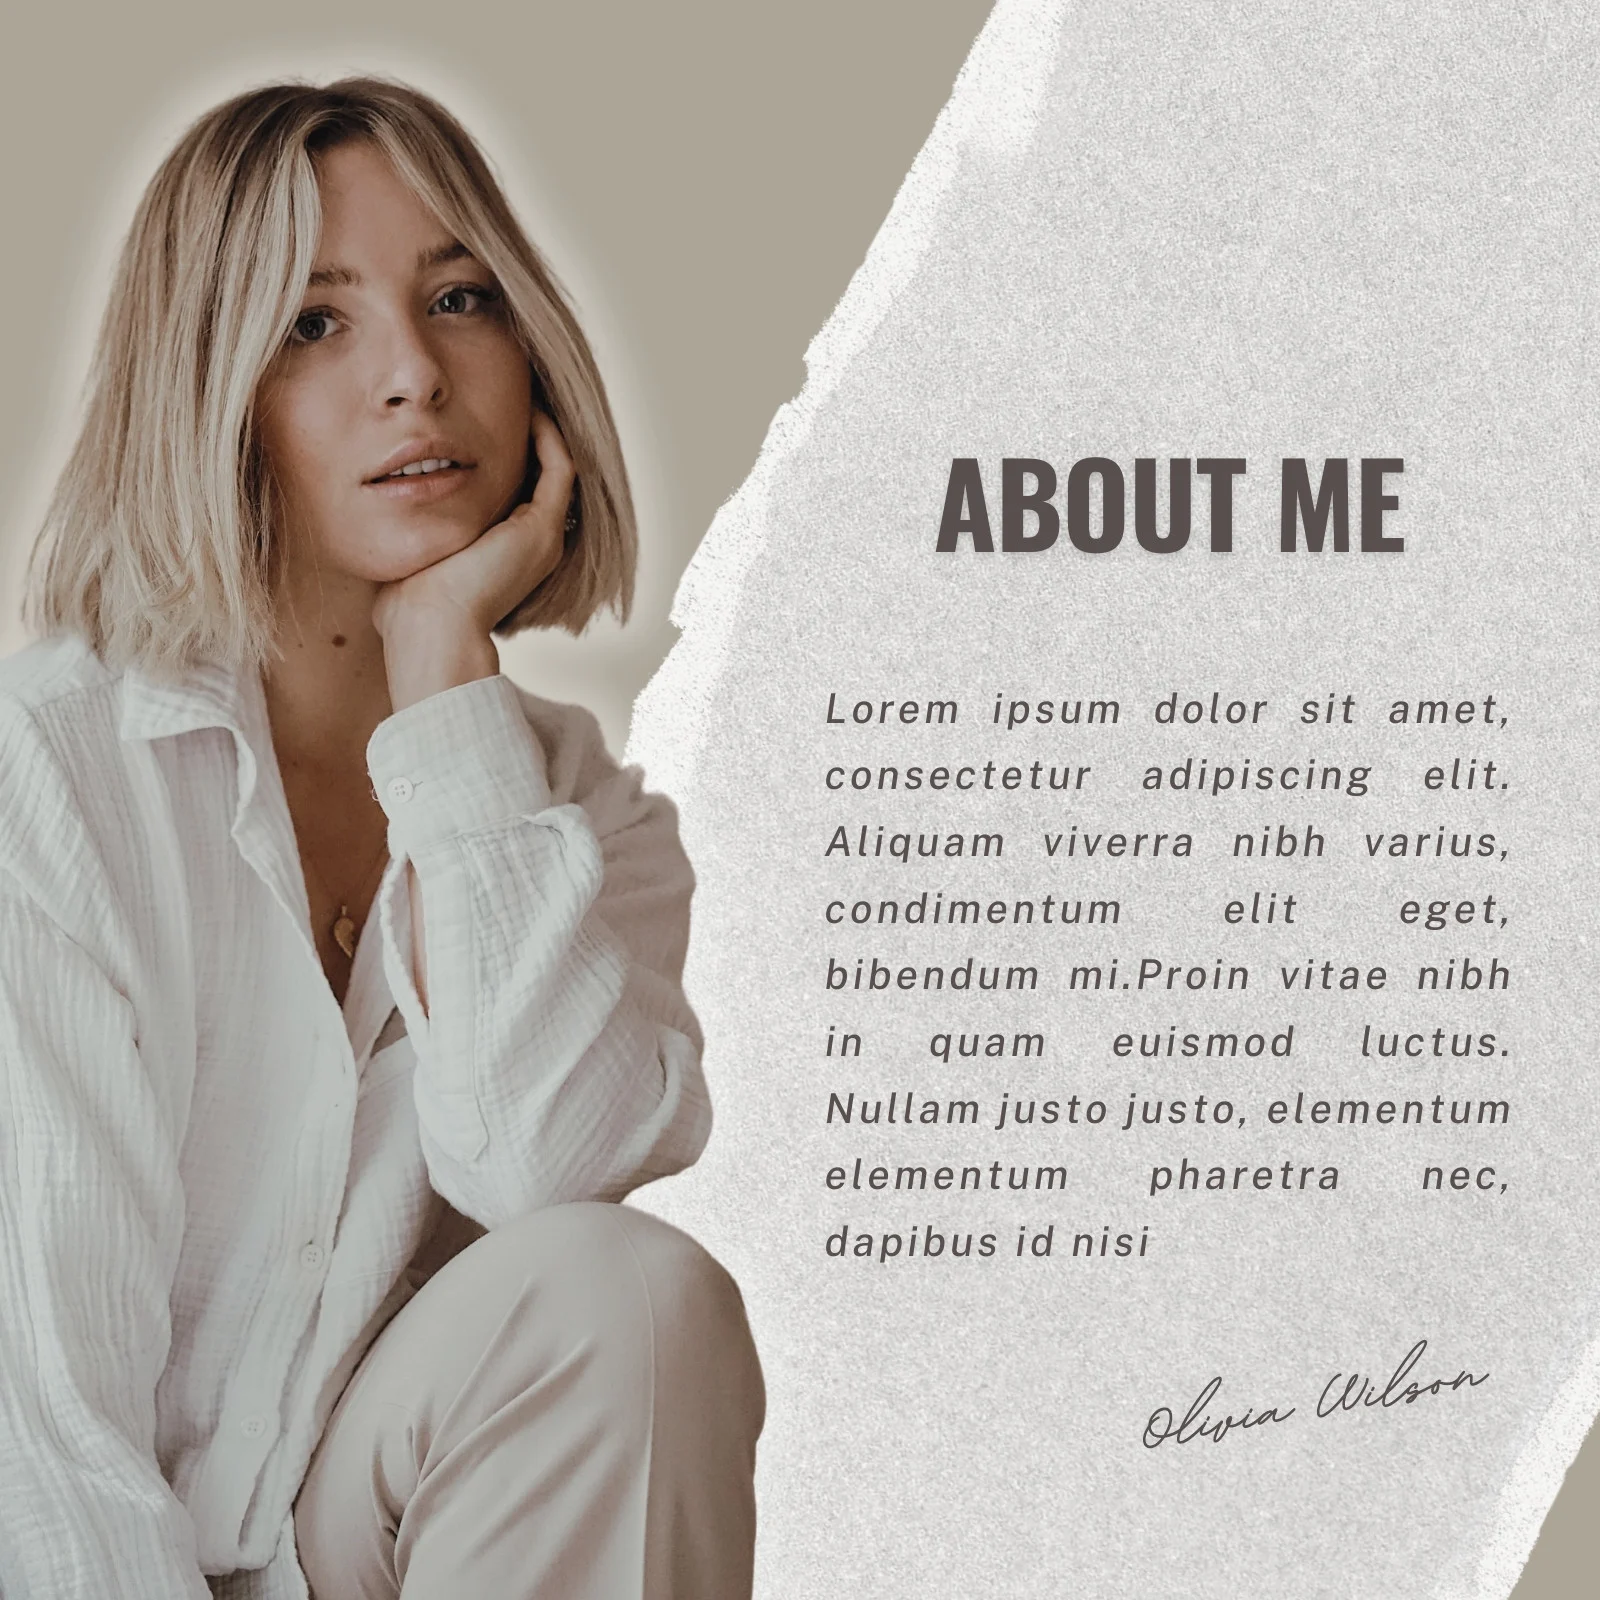 ABOUT ME
Lorem ipsum dolor sit amet,
consectetur adipiscing elit.
Aliquam viverra nibh varius,
condimentum elit eget,
bibendum mi.Proin vitae nibh
in quam euismod luctus.
Nullam justo justo, elementum
elementum pharetra nec,
dapibus id nisi
Olivia Wilson